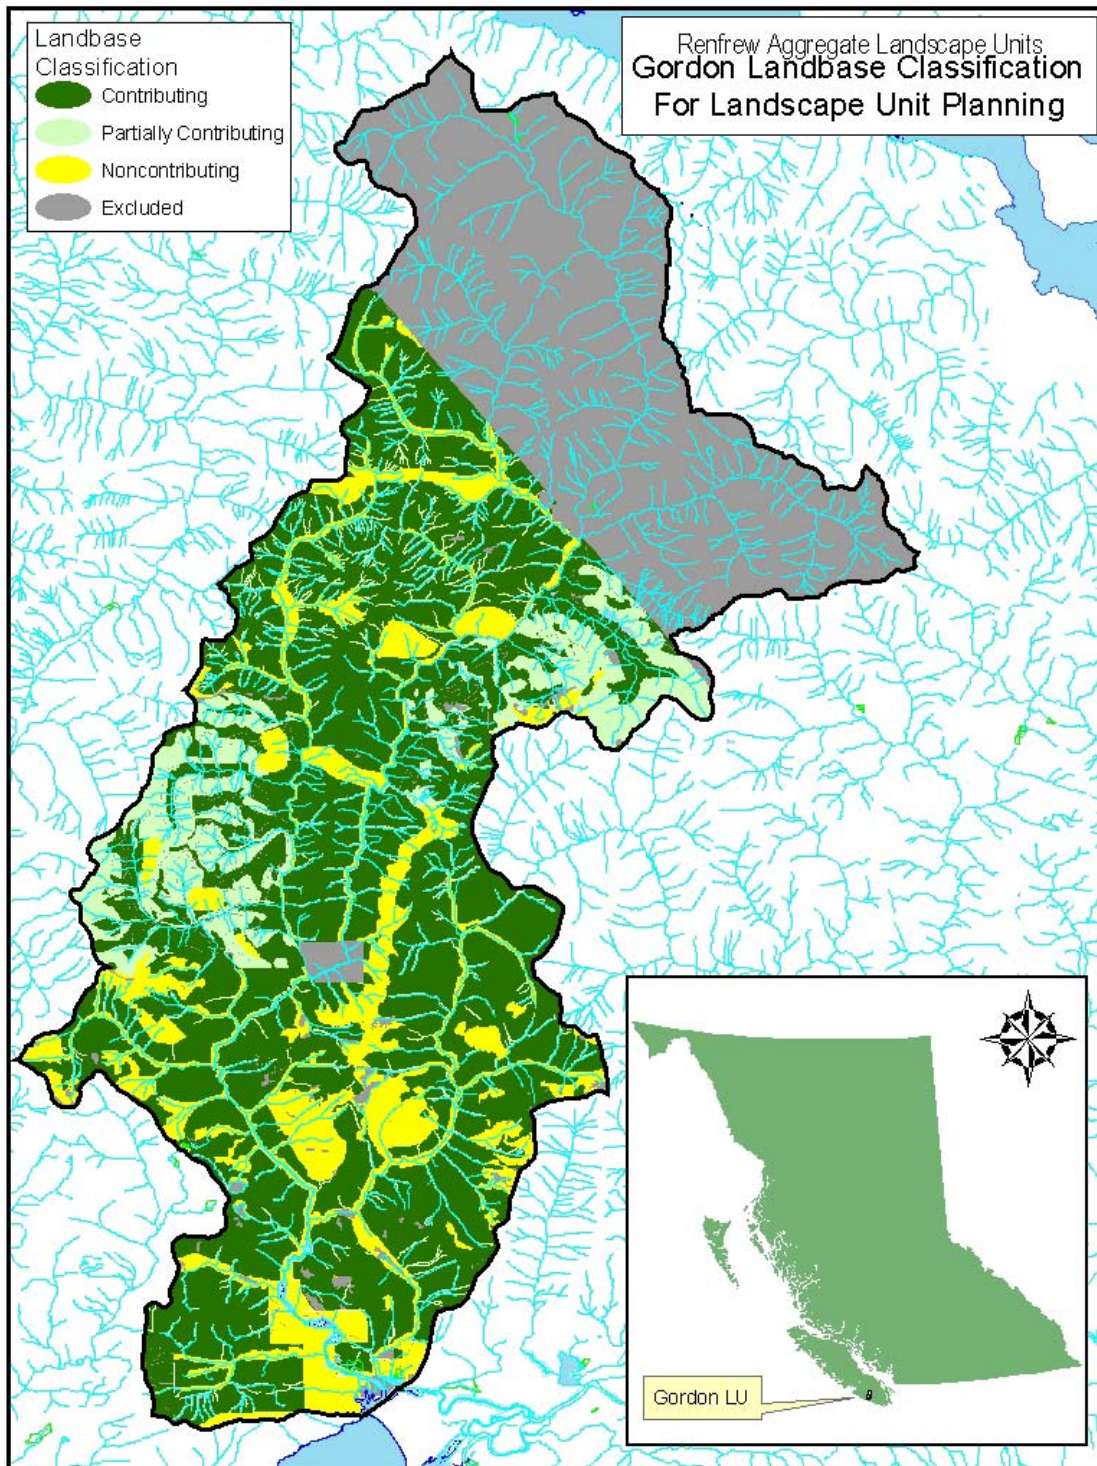 Landbase
Classification
Contributing
Partially Contributing
Noncontributing
Excluded
Renfrew Aggregate Landscape Units
Gordon Landbase Classification
For Landscape Unit Planning
Gordon LU